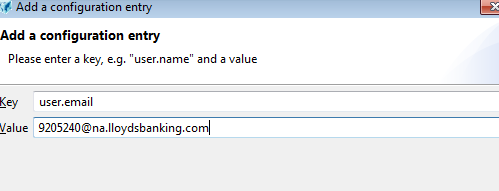 Add a configuration entry
Add a configuration entry
Please enter a key, e.g. "user.name" and a value
Key user.email
Value 9205240@na.lloydsbanking.com